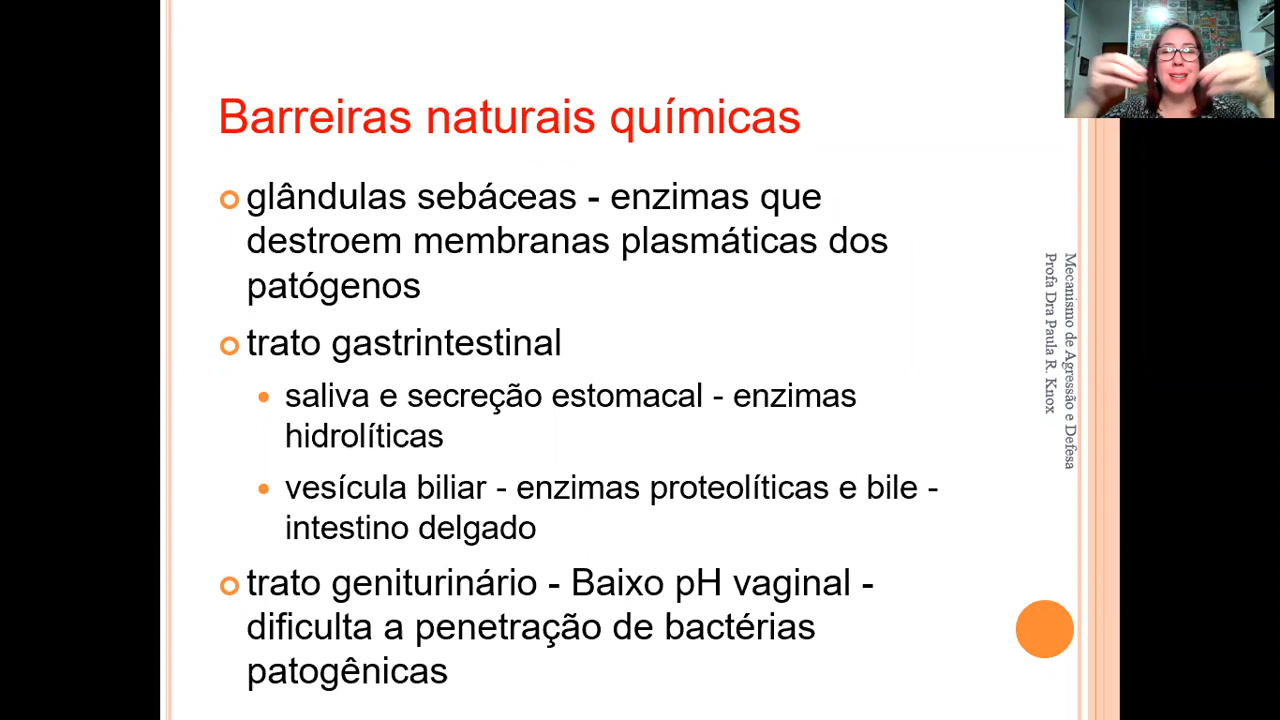 Barreiras naturais químicas
glândulas sebáceas - enzimas que
destroem membranas plasmáticas dos
patógenos
trato gastrintestinal
saliva e secreção estomacal - enzimas
hidrolíticas
vesícula biliar - enzimas proteolíticas e bile -
intestino delgado
trato geniturinário - Baixo pH vaginal -
dificulta a penetração de bactérias
patogênicas
Mecanismo de Agressão e Defesa
Profa Dra Paula R. Knox